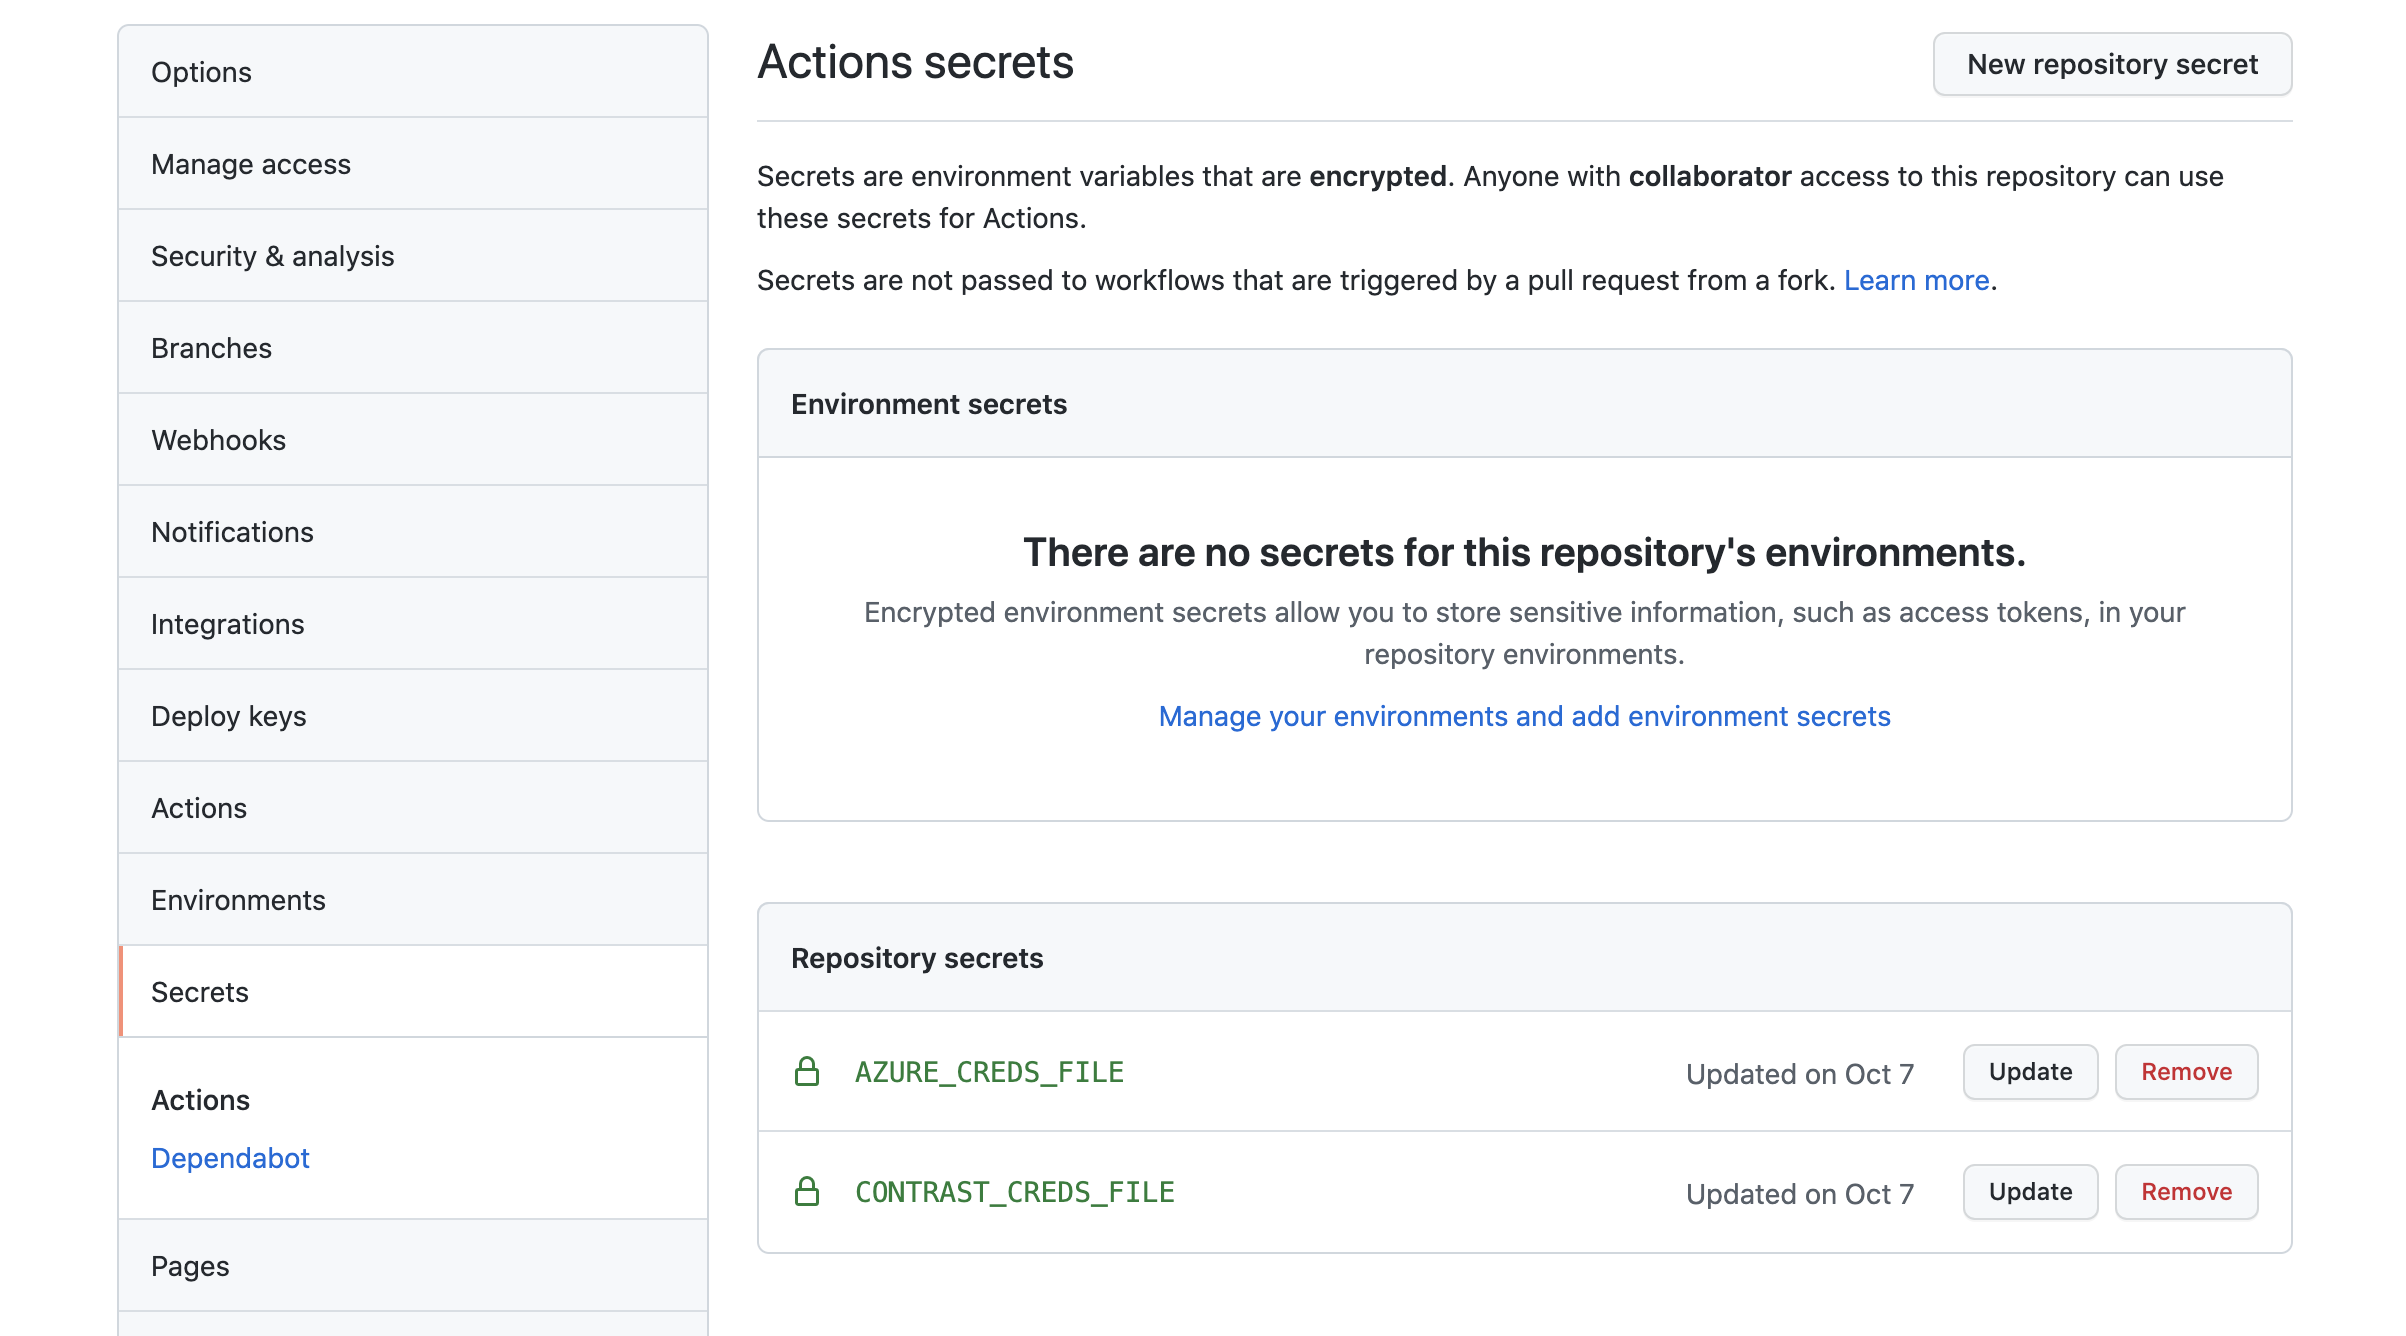 Options
Manage access
Security & analysis
Branches
Webhooks
Notifications
Integrations
Deploy keys
Actions
Environments
Secrets
Actions
Dependabot
Pages
Actions secrets
New repository secret
Secrets are environment variables that are encrypted. Anyone with collaborator access to this repository can use
these secrets for Actions.
Secrets are not passed to workflows that are triggered by a pull request from a fork. Learn more.
Environment secrets
There are no secrets for this repository's environments.
Encrypted environment secrets allow you to store sensitive information, such as access tokens, in your
repository environments.
Manage your environments and add environment secrets
Repository secrets
AZURE_CREDS_FILE Updated on Oct 7 Update Remove
CONTRAST_CREDS_FILE Updated on Oct 7 Update Remove